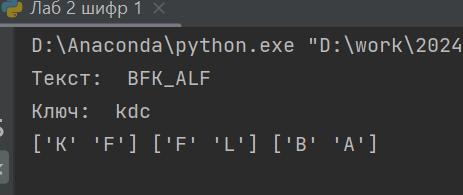 Лаб 2 шифр 1
D:\Anaconda\python.exe "D:\work\2024
Текст:  BFK_ALF
Ключ:  kdc
['K' 'F'] ['F' 'L'] ['B' 'A']